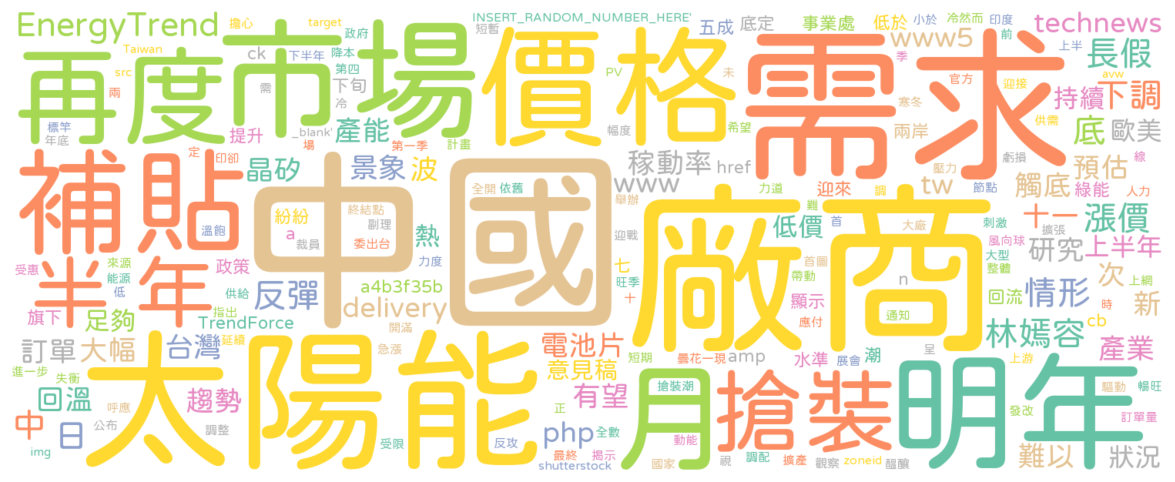 EnergyTrend
擔心
target
政府
INSERT_RANDOM_NUMBER_HERE'
短暫
五成
底定
事業處
低於
小於
冷然而
印度
前
technews
Taiwan
ck
下半年
降本
www5
上半
長假
src
兩
第四
需
下旬
冷
PV
未
季
官方
迎接
avw
再度
市場
價格
需求
持續
下調
標竿
年底
提升
_blank'
場
產能
第一季
計畫
幅度
希望
兩岸
寒冬
供需
底
歐美
補貼
定
印卻
晶矽
景象
波
全開
依舊
稼動率
href
壓力
虧損
線
預估
中國
溫飽
紛紛
終結點
副理
a
裁員
委出台
熱
www
舉辦
力道
迎來
調
tw
節點
觸底
綠能
人力
廠商
低價
難
首
大廠
刺激
十一
漲價
擴張
受惠
來源
能源
低
政策
力度
迎戰
首圖
帶動
風向球
大型
整體
研究
上半年
半年
供給
反彈
a4b3f35b
七
旺季
十
n
通知
顯示
應付
回流
情形
次
上網
時
新
旗下
足夠
指出
TrendForce
延續
delivery
開滿
訂單
大幅
台灣
急漲
電池片
短期
曇花一現
amp
水準
展會
潮
呈
林嫣容
cb
上游
產業
進一步
失衡
太陽能
意見稿
月
搶裝潮
搶裝
明年
驅動
暢旺
回溫
呼應
趨勢
有望
正
發改
訂單量
中
日
公布
調整
受限
反攻
php
全數
動能
難以
狀況
img
最終
揭示
shutterstock
國家
視
調配
擴產
觀察
zoneid
醞釀